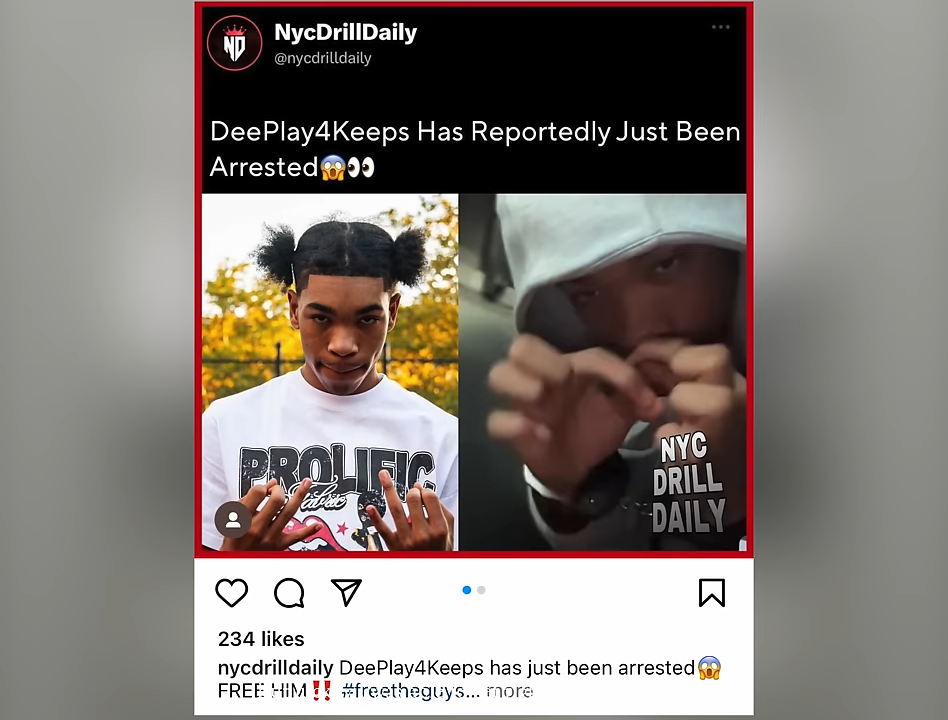 NycDrillDaily
@nycdrilldaily
DeePlay4Keeps Has Reportedly Just Been
Arrested😱👀
PROLIFIC
NYC
DRILL
DAILY
234 likes
nycdrilldaily DeePlay4Keeps has just been arrested😱
FREE HIM‼️ #freetheguys... more